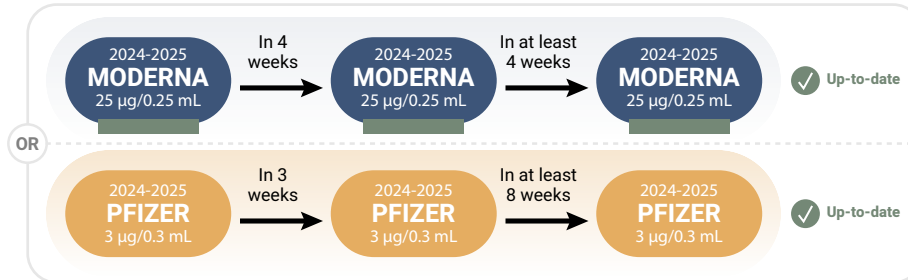 In 4
weeks
In at least
4 weeks
2024-2025
MODERNA
25 µg/0.25 mL
2024-2025
MODERNA
25 µg/0.25 mL
2024-2025
MODERNA
25 µg/0.25 mL
Up-to-date
OR
In 3
weeks
In at least
8 weeks
2024-2025
PFIZER
3 µg/0.3 mL
2024-2025
PFIZER
3 µg/0.3 mL
2024-2025
PFIZER
3 µg/0.3 mL
Up-to-date